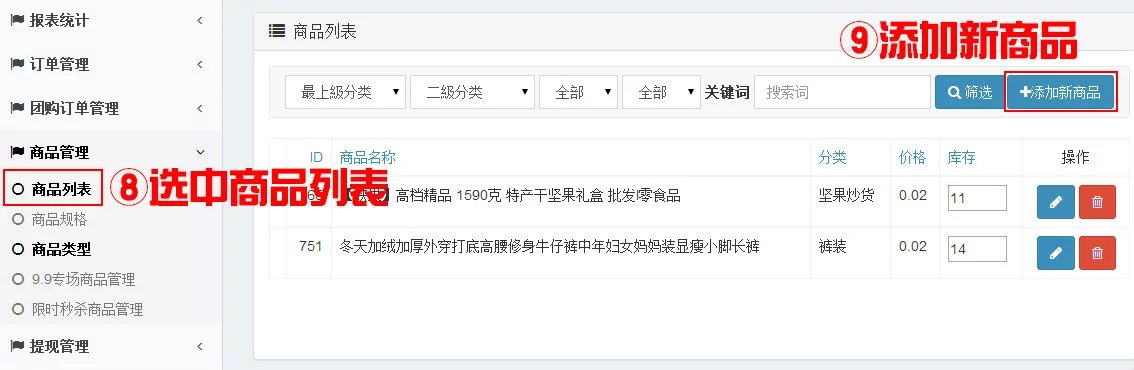 报表统计
订单管理
团购订单管理
商品管理
商品列表
商品规格
商品类型
9.9专场商品管理
限时秒杀商品管理
提现管理
⑧选中商品列表
商品列表
⑨添加新商品
最上级分类 二级分类 全部 全部 关键词 搜索词 筛选 添加新商品
ID 商品名称 分类 价格 库存 操作
高档精品 1590克 特产干坚果礼盒 批发!零食品 坚果炒货 0.02 11
751 冬天加绒加厚外穿打底高腰修身牛仔裤中年妇女妈妈装显瘦小脚长裤 裤装 0.02 14